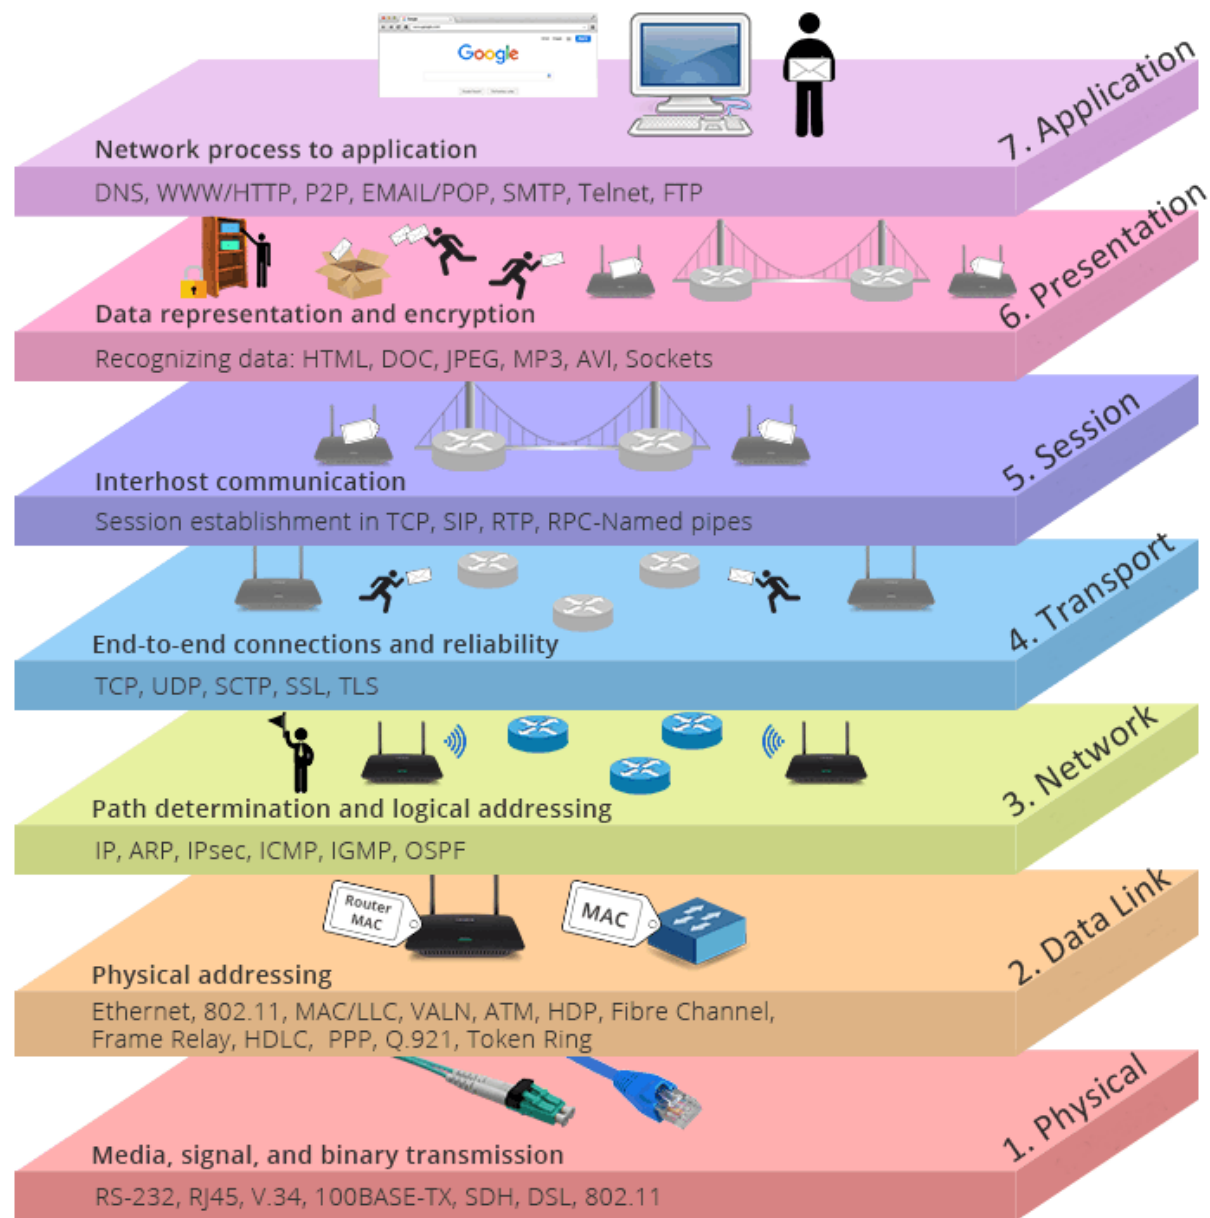 Google
7. Application
Network process to application
DNS, WWW/HTTP, P2P, EMAIL/POP, SMTP, Telnet, FTP
6. Presentation
Data representation and encryption
Recognizing data: HTML, DOC, JPEG, MP3, AVI, Sockets
5. Session
Interhost communication
Session establishment in TCP, SIP, RTP, RPC-Named pipes
4. Transport
End-to-end connections and reliability
TCP, UDP, SCTP, SSL, TLS
3. Network
Path determination and logical addressing
IP, ARP, IPsec, ICMP, IGMP, OSPF
2. Data Link
Router
MAC
MAC
Physical addressing
Ethernet, 802.11, MAC/LLC, VALN, ATM, HDP, Fibre Channel,
Frame Relay, HDLC, PPP, Q.921, Token Ring
1. Physical
Media, signal, and binary transmission
RS-232, RJ45, V.34, 100BASE-TX, SDH, DSL, 802.11